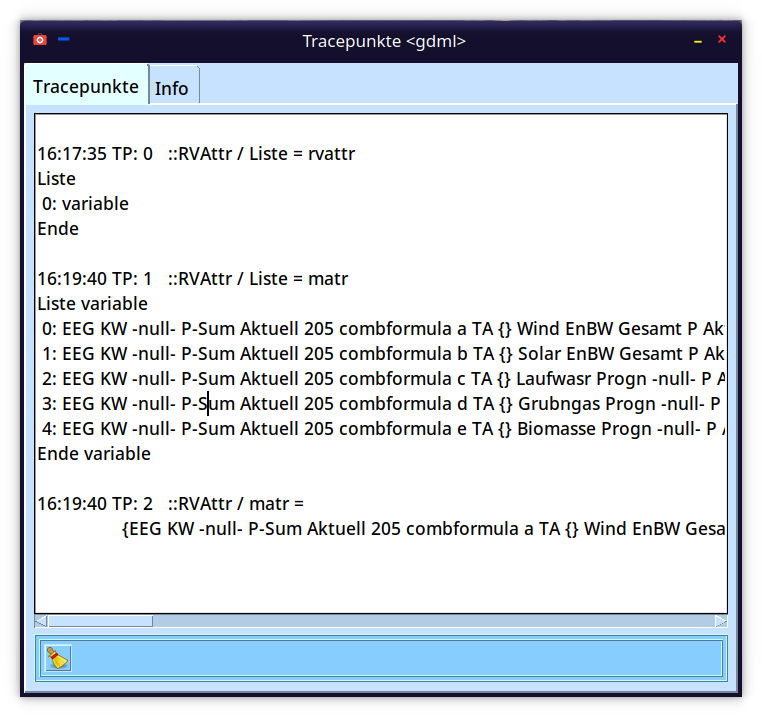 Tracepunkte <gdml>
Tracepunkte Info
16:17:35 TP: 0 ::RVAttr / Liste = rvattr
Liste
0: variable
Ende
16:19:40 TP: 1 ::RVAttr / Liste = matr
Liste variable
0: EEG KW -null- P-Sum Aktuell 205 combformula a TA {} Wind EnBW Gesamt P Ak
1: EEG KW -null- P-Sum Aktuell 205 combformula b TA {} Solar EnBW Gesamt P Ak
2: EEG KW -null- P-Sum Aktuell 205 combformula c TA {} Laufwasr Progn -null- P A
3: EEG KW -null- P-Sum Aktuell 205 combformula d TA {} Grubngas Progn -null- P
4: EEG KW -null- P-Sum Aktuell 205 combformula e TA {} Biomasse Progn -null- P
Ende variable
16:19:40 TP: 2 ::RVAttr / matr =
{EEG KW -null- P-Sum Aktuell 205 combformula a TA {} Wind EnBW Gesa